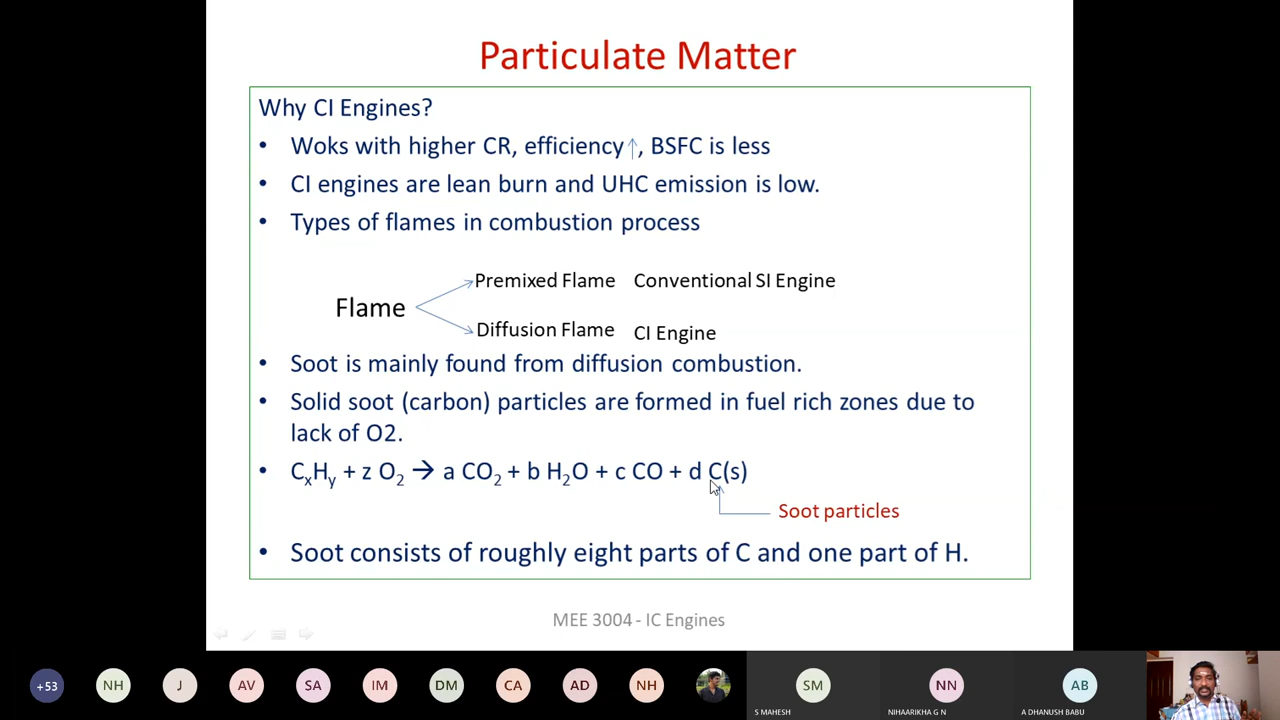 Particulate Matter
Why CI Engines?
• Woks with higher CR, efficiency↑, BSFC is less
• CI engines are lean burn and UHC emission is low.
• Types of flames in combustion process
Premixed Flame Conventional SI Engine
Flame
Diffusion Flame CI Engine
• Soot is mainly found from diffusion combustion.
• Solid soot (carbon) particles are formed in fuel rich zones due to
lack of O2.
• CxHy + z O2 → a CO2 + b H2O + c CO + d C(s)
Soot particles
• Soot consists of roughly eight parts of C and one part of H.
MEE 3004 - IC Engines
+53 NH J AV SA IM DM CA AD NH SM NN AB
S MAHESH NIHAARIKHA G N A DHANUSH BABU